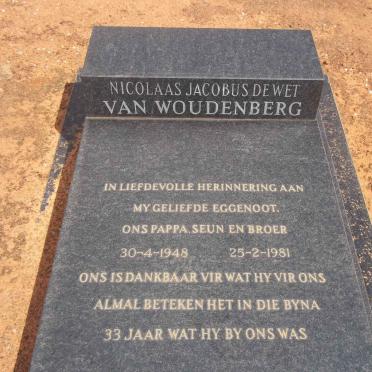 NICOLAAS JACOBUS DE WET
VAN WOUDENBERG
IN LIEFDEVOLLE HERINNERING AAN
MY GELIEFDE EGGENOOT.
ONS PAPPA, SEUN EN BROER
30-4-1948 25-2-1981
ONS IS DANKBAAR VIR WAT HY VIR ONS
ALMAL BETEKEN HET IN DIE BYNA
33 JAAR WAT HY BY ONS WAS